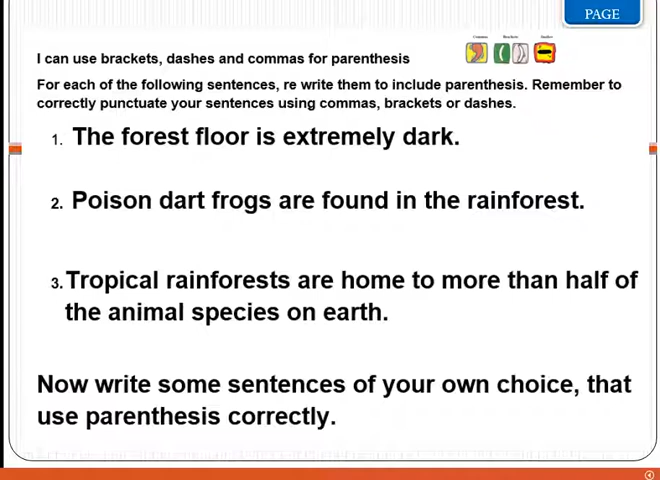 PAGE
Commas Brackets Dashes
I can use brackets, dashes and commas for parenthesis
For each of the following sentences, re write them to include parenthesis. Remember to
correctly punctuate your sentences using commas, brackets or dashes.
1. The forest floor is extremely dark.
2. Poison dart frogs are found in the rainforest.
3. Tropical rainforests are home to more than half of
the animal species on earth.
Now write some sentences of your own choice, that
use parenthesis correctly.